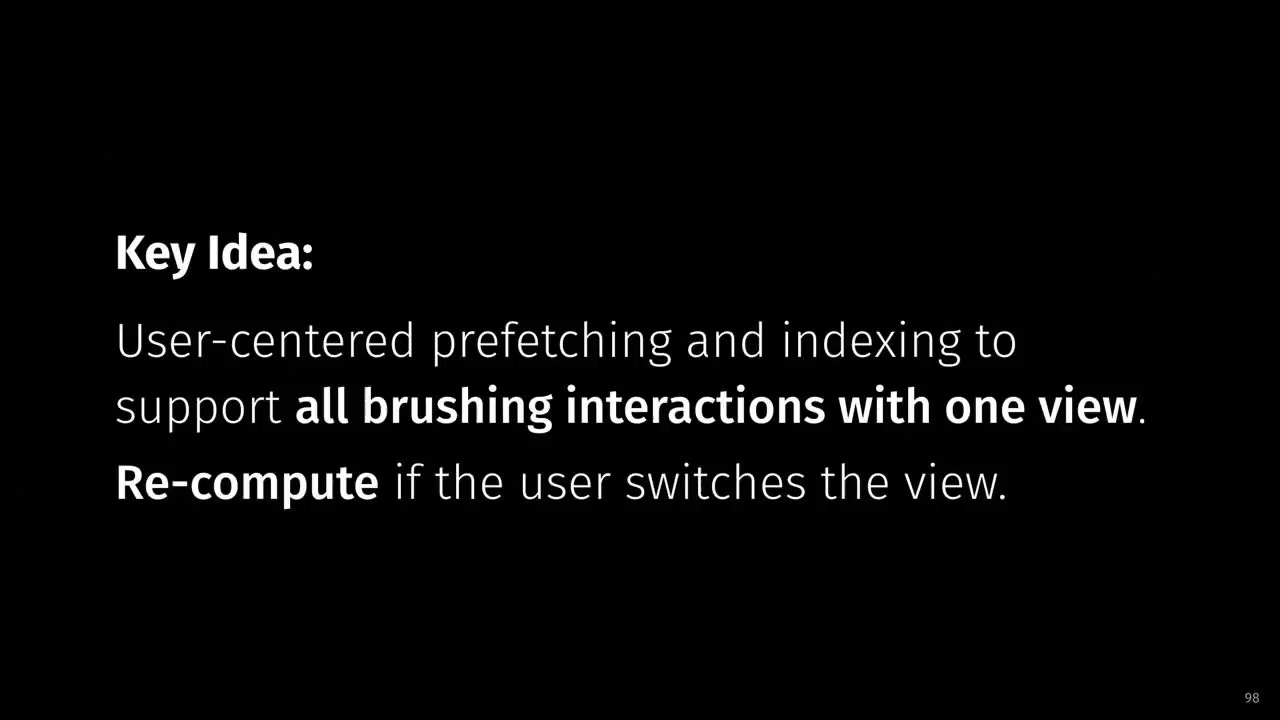 Key Idea:
User-centered prefetching and indexing to
support all brushing interactions with one view.
Re-compute if the user switches the view.
98